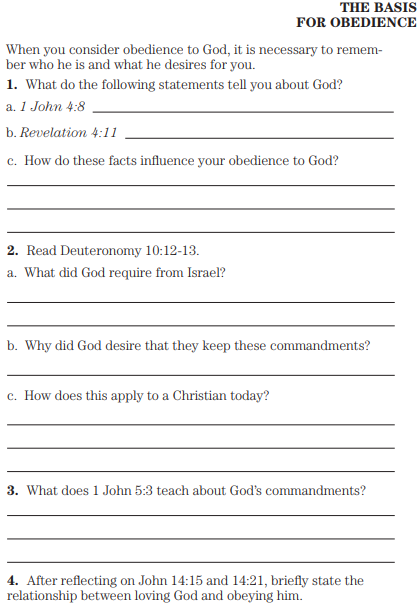 THE BASIS
FOR OBEDIENCE
When you consider obedience to God, it is necessary to remem-
ber who he is and what he desires for you.
1. What do the following statements tell you about God?
a. 1 John 4:8
b. Revelation 4:11
c. How do these facts influence your obedience to God?
2. Read Deuteronomy 10:12-13.
a. What did God require from Israel?
b. Why did God desire that they keep these commandments?
c. How does this apply to a Christian today?
3. What does 1 John 5:3 teach about God's commandments?
4. After reflecting on John 14:15 and 14:21, briefly state the
relationship between loving God and obeying him.